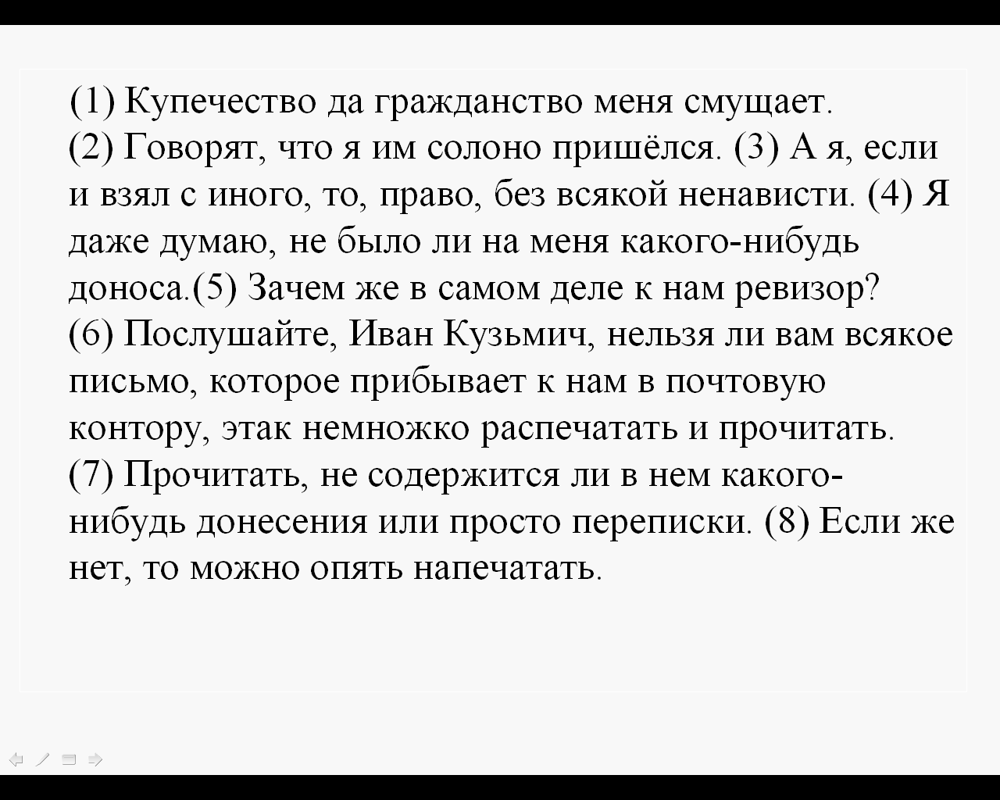 (1) Купечество да гражданство меня смущает.
(2) Говорят, что я им солоно пришёлся. (3) А я, если
и взял с иного, то, право, без всякой ненависти. (4) Я
даже думаю, не было ли на меня какого-нибудь
доноса.(5) Зачем же в самом деле к нам ревизор?
(6) Послушайте, Иван Кузьмич, нельзя ли вам всякое
письмо, которое прибывает к нам в почтовую
контору, этак немножко распечатать и прочитать.
(7) Прочитать, не содержится ли в нем какого-
нибудь донесения или просто переписки. (8) Если же
нет, то можно опять напечатать.